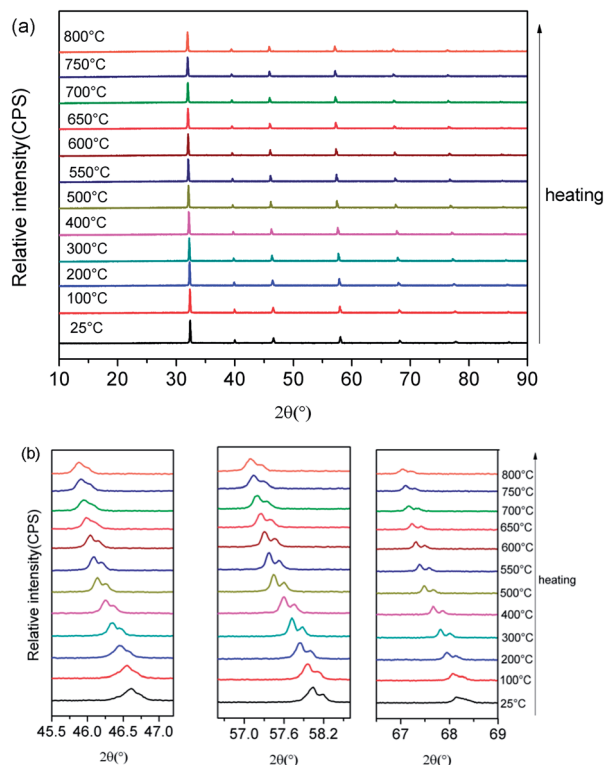 (a)
Relative intensity(CPS)
800°C
750°C
700°C
650°C
600°C
550°C
500°C
400°C
300°C
200°C
100°C
25°C
heating
10 20 30 40 50 60 70 80 90
2θ(°)
(b)
Relative intensity(CPS)
800°C
750°C
700°C
650°C
600°C
550°C
500°C
400°C
300°C
200°C
100°C
25°C
heating
45.5 46.0 46.5 47.0
57.0 57.6 58.2
67 68 69
2θ(°)
2θ(°)
2θ(°)